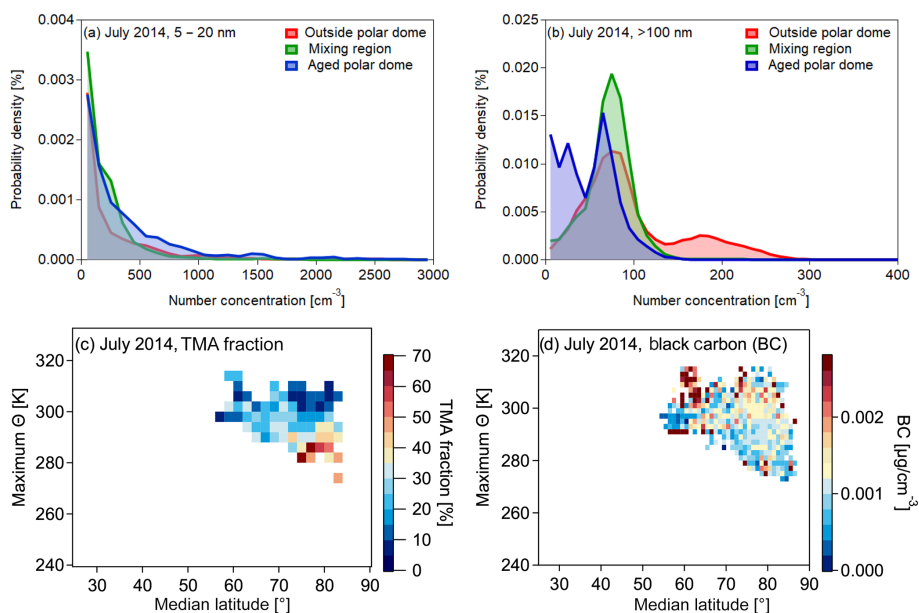 (a) July 2014, 5 – 20 nm
Outside polar dome
Mixing region
Aged polar dome
Probability density [%]
0.004
0.003
0.002
0.001
0.000
0 500 1000 1500 2000 2500 3000
Number concentration [cm⁻³]
(b) July 2014, >100 nm
Outside polar dome
Mixing region
Aged polar dome
Probability density [%]
0.025
0.020
0.015
0.010
0.005
0.000
0 100 200 300 400
Number concentration [cm⁻³]
(c) July 2014, TMA fraction
Maximum Θ [K]
320
300
280
260
240
30 40 50 60 70 80 90
Median latitude [°]
70
60
50
40
30
20
10
0
TMA fraction [%]
(d) July 2014, black carbon (BC)
Maximum Θ [K]
320
300
280
260
240
30 40 50 60 70 80 90
Median latitude [°]
0.002
0.001
0.000
BC [µg/cm⁻³]